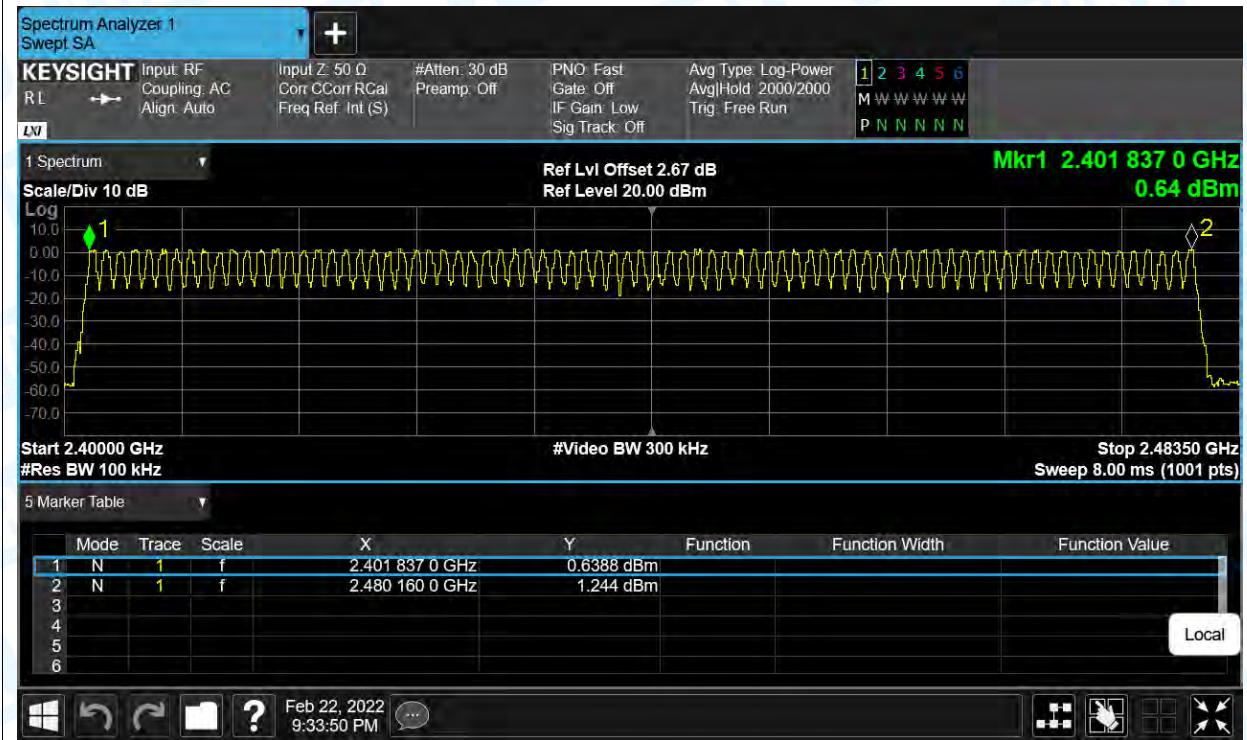 Spectrum Analyzer 1
Swept SA
+
KEYSIGHT Input: RF Input Z: 50 Ω #Atten: 30 dB PNO: Fast Avg Type: Log-Power 1 2 3 4 5 6
RL Coupling: AC Corr CCorr RCal Preamp: Off Gate: Off Avg|Hold: 2000/2000 M W W W W W
Align: Auto Freq Ref: Int (S) IF Gain: Low Trig: Free Run
LXI Sig Track: Off P N N N N N
1 Spectrum
Ref Lvl Offset 2.67 dB Mkr1 2.401 837 0 GHz
Scale/Div 10 dB Ref Level 20.00 dBm 0.64 dBm
Log
10.0 1 2
0.00
-10.0
-20.0
-30.0
-40.0
-50.0
-60.0
-70.0
Start 2.40000 GHz #Video BW 300 kHz Stop 2.48350 GHz
#Res BW 100 kHz Sweep 8.00 ms (1001 pts)
5 Marker Table
Mode Trace Scale X Y Function Function Width Function Value
1 N 1 f 2.401 837 0 GHz 0.6388 dBm
2 N 1 f 2.480 160 0 GHz 1.244 dBm
3
4
5
6
Local
? Feb 22, 2022
9:33:50 PM